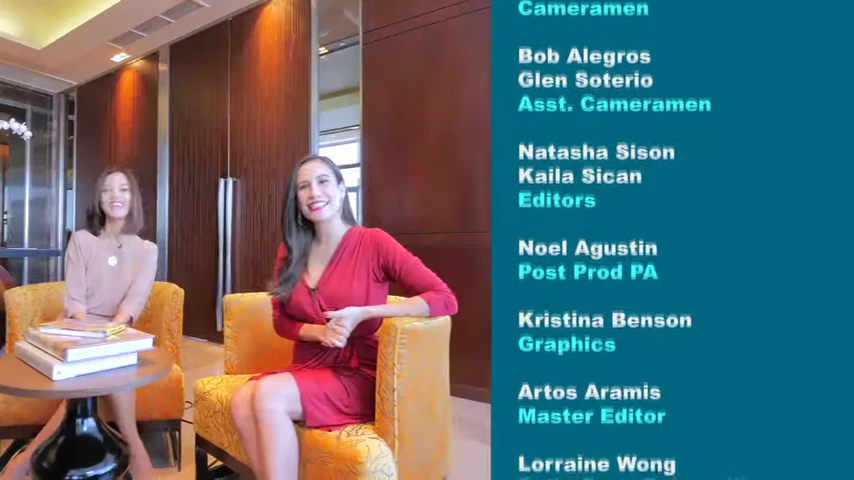 Cameramen
Bob Alegros
Glen Soterio
Asst. Cameramen
Natasha Sison
Kaila Sican
Editors
Noel Agustin
Post Prod PA
Kristina Benson
Graphics
Artos Aramis
Master Editor
Lorraine Wong